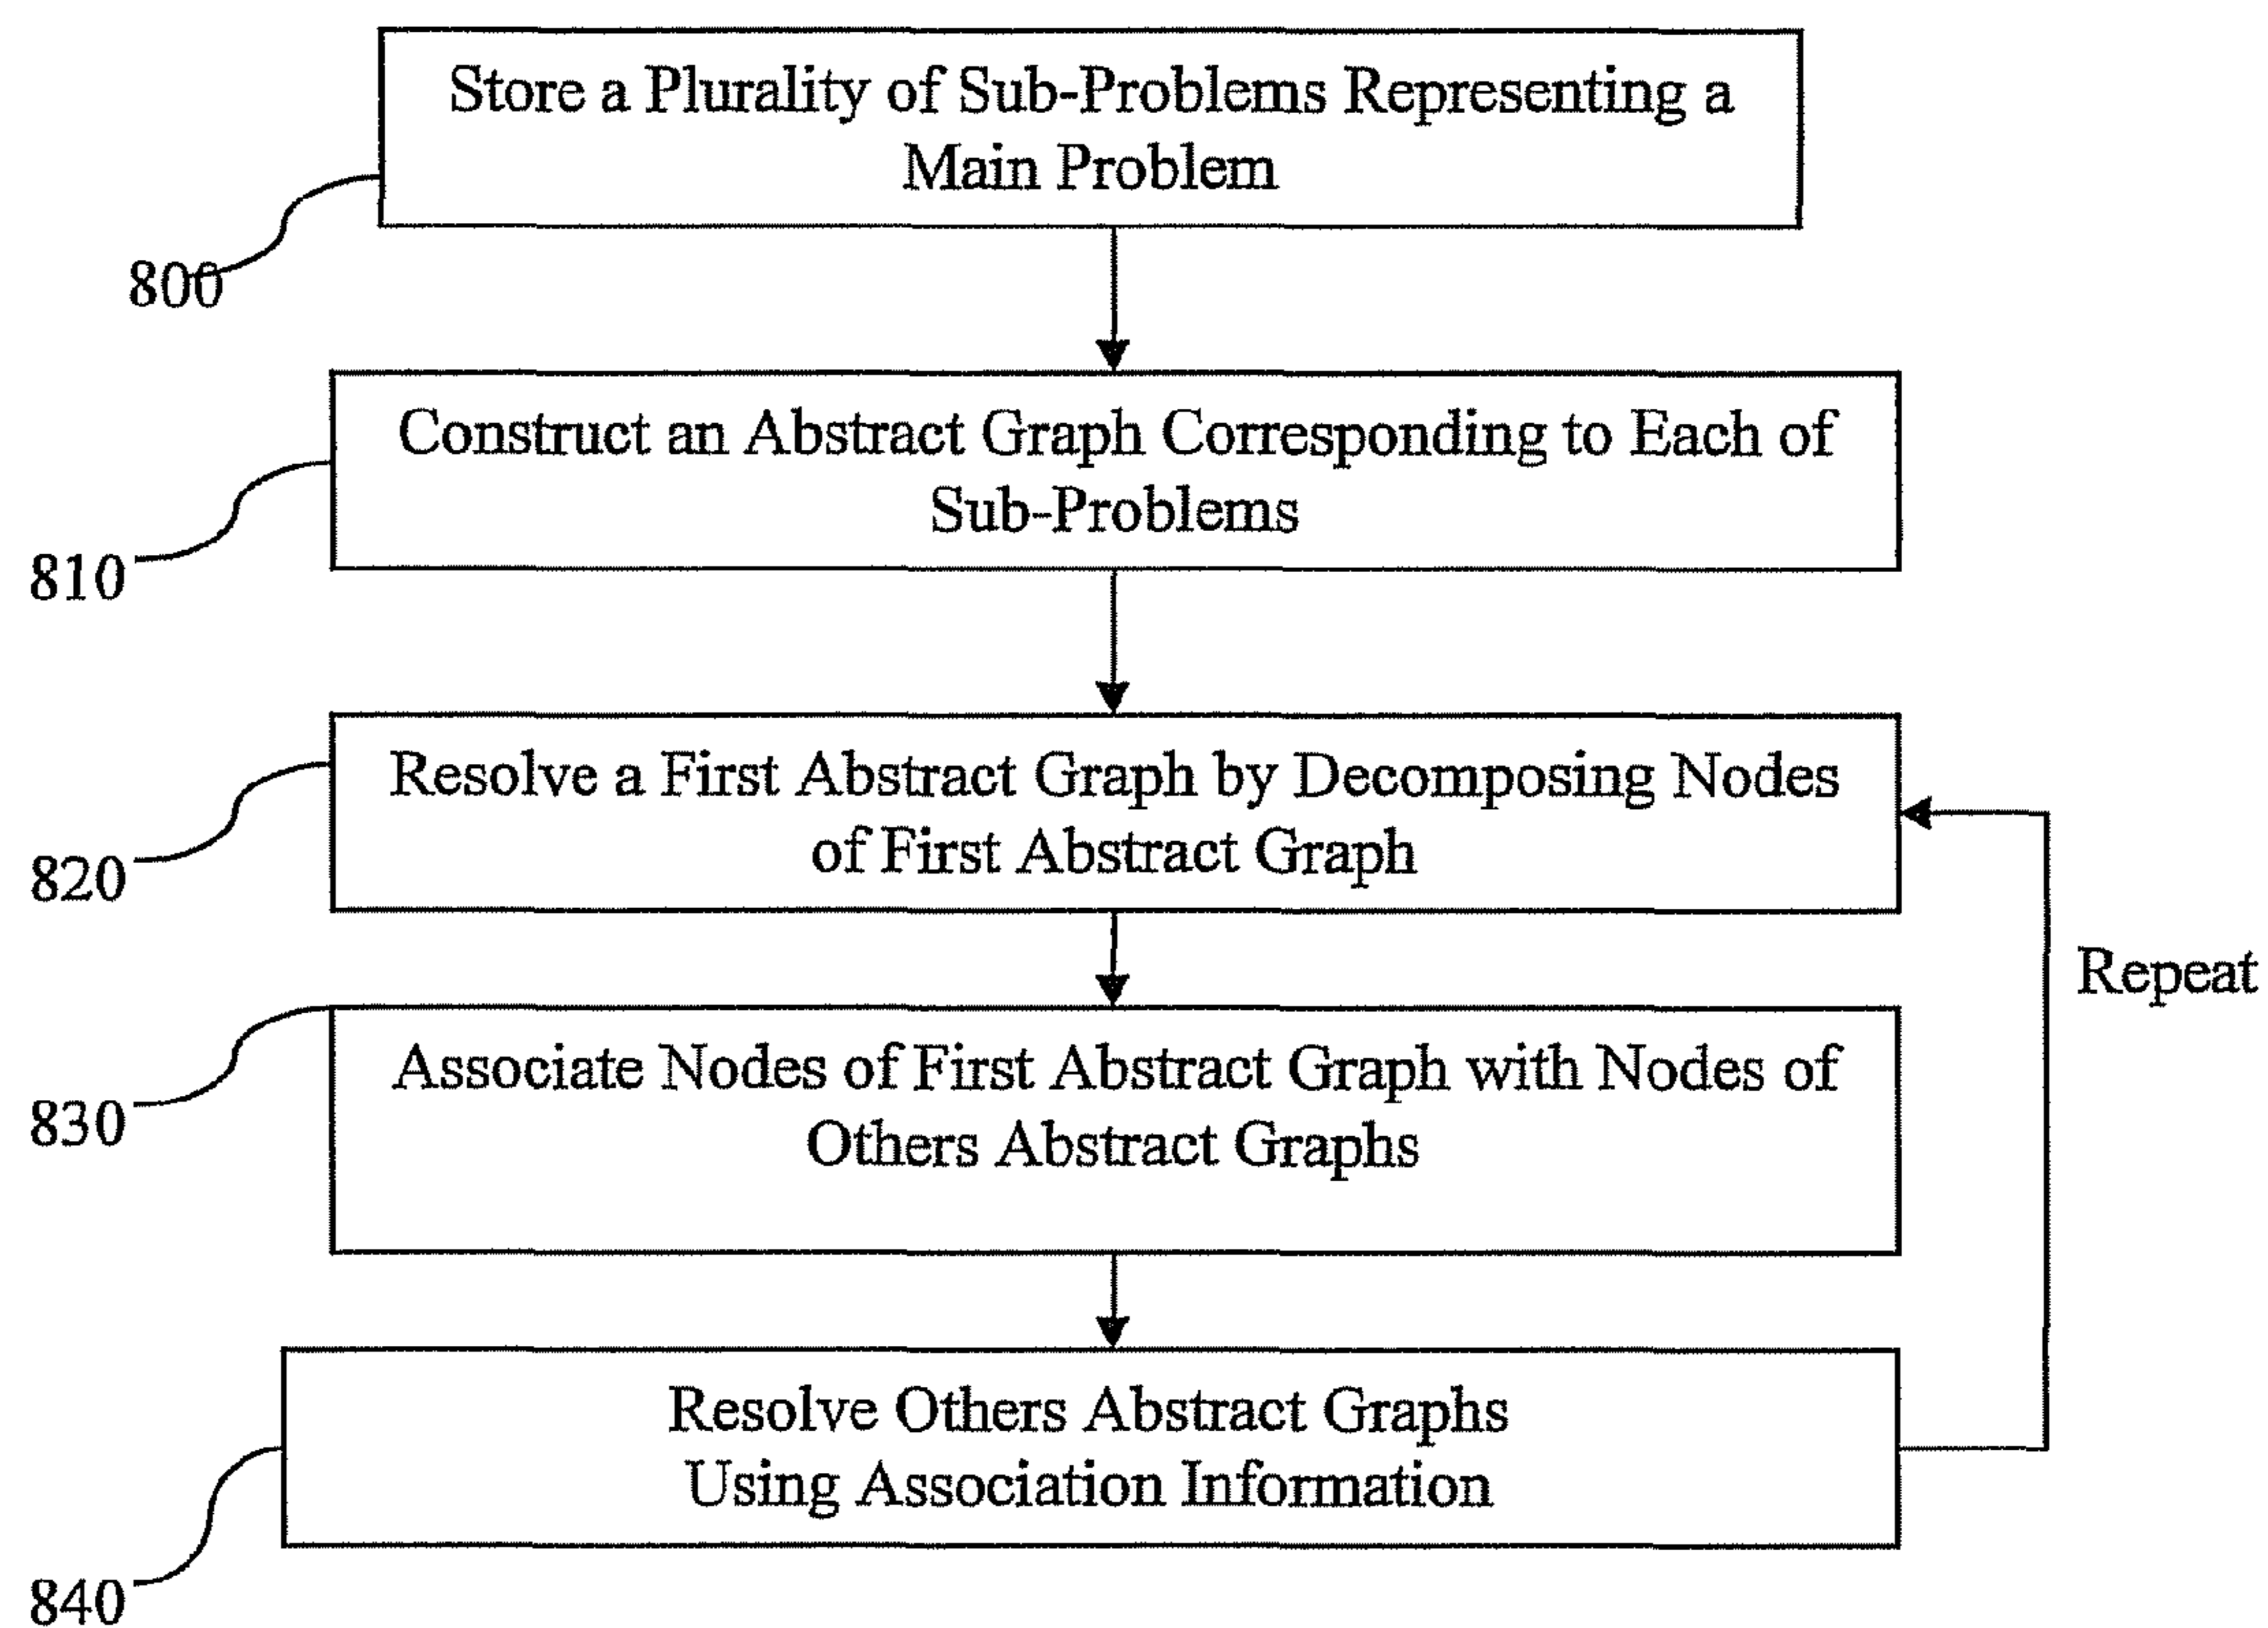 Store a Plurality of Sub-Problems Representing a
Main Problem
800
Construct an Abstract Graph Corresponding to Each of
Sub-Problems
810
Resolve a First Abstract Graph by Decomposing Nodes
of First Abstract Graph
820
Repeat
Associate Nodes of First Abstract Graph with Nodes of
Others Abstract Graphs
830
Resolve Others Abstract Graphs
Using Association Information
840